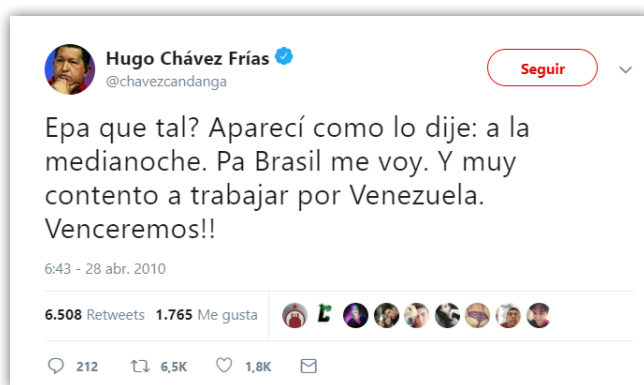 Hugo Chávez Frías
@chavezcandanga
Seguir
Epa que tal? Aparecí como lo dije: a la
medianoche. Pa Brasil me voy. Y muy
contento a trabajar por Venezuela.
Venceremos!!
6:43 - 28 abr. 2010
6.508 Retweets 1.765 Me gusta
212 6,5K 1,8K